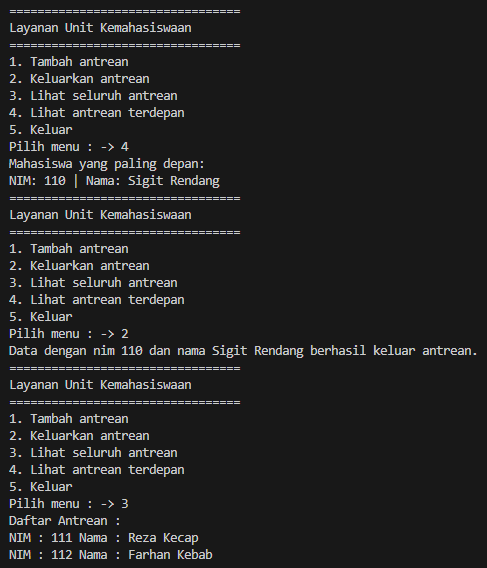 =================================
Layanan Unit Kemahasiswaan
=================================
1. Tambah antrean
2. Keluarkan antrean
3. Lihat seluruh antrean
4. Lihat antrean terdepan
5. Keluar
Pilih menu : -> 4
Mahasiswa yang paling depan:
NIM: 110 | Nama: Sigit Rendang
=================================
Layanan Unit Kemahasiswaan
=================================
1. Tambah antrean
2. Keluarkan antrean
3. Lihat seluruh antrean
4. Lihat antrean terdepan
5. Keluar
Pilih menu : -> 2
Data dengan nim 110 dan nama Sigit Rendang berhasil keluar antrean.
=================================
Layanan Unit Kemahasiswaan
=================================
1. Tambah antrean
2. Keluarkan antrean
3. Lihat seluruh antrean
4. Lihat antrean terdepan
5. Keluar
Pilih menu : -> 3
Daftar Antrean :
NIM : 111 Nama : Reza Kecap
NIM : 112 Nama : Farhan Kebab